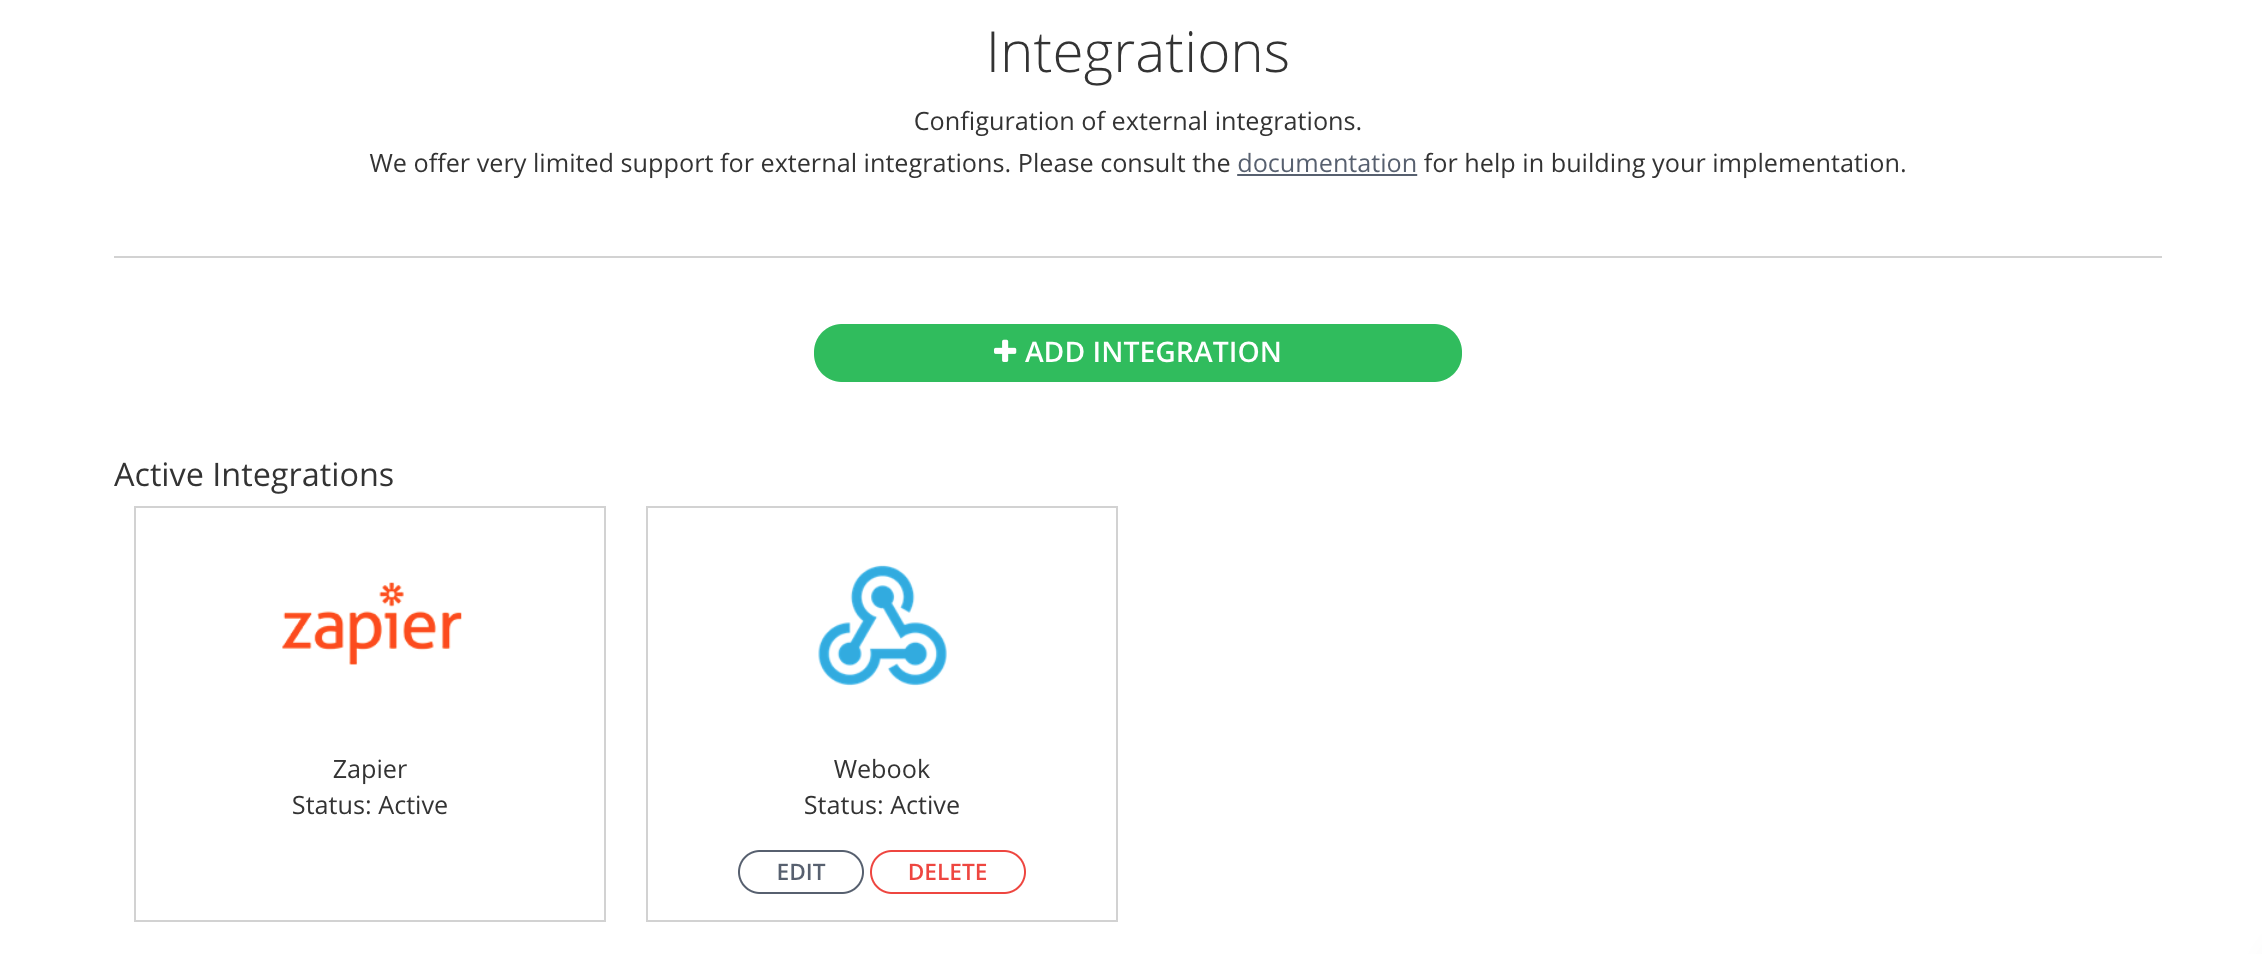 Integrations
Configuration of external integrations.
We offer very limited support for external integrations. Please consult the documentation for help in building your implementation.
ADD INTEGRATION
Active Integrations
zapier
Zapier
Status: Active
Webook
Status: Active
EDIT
DELETE